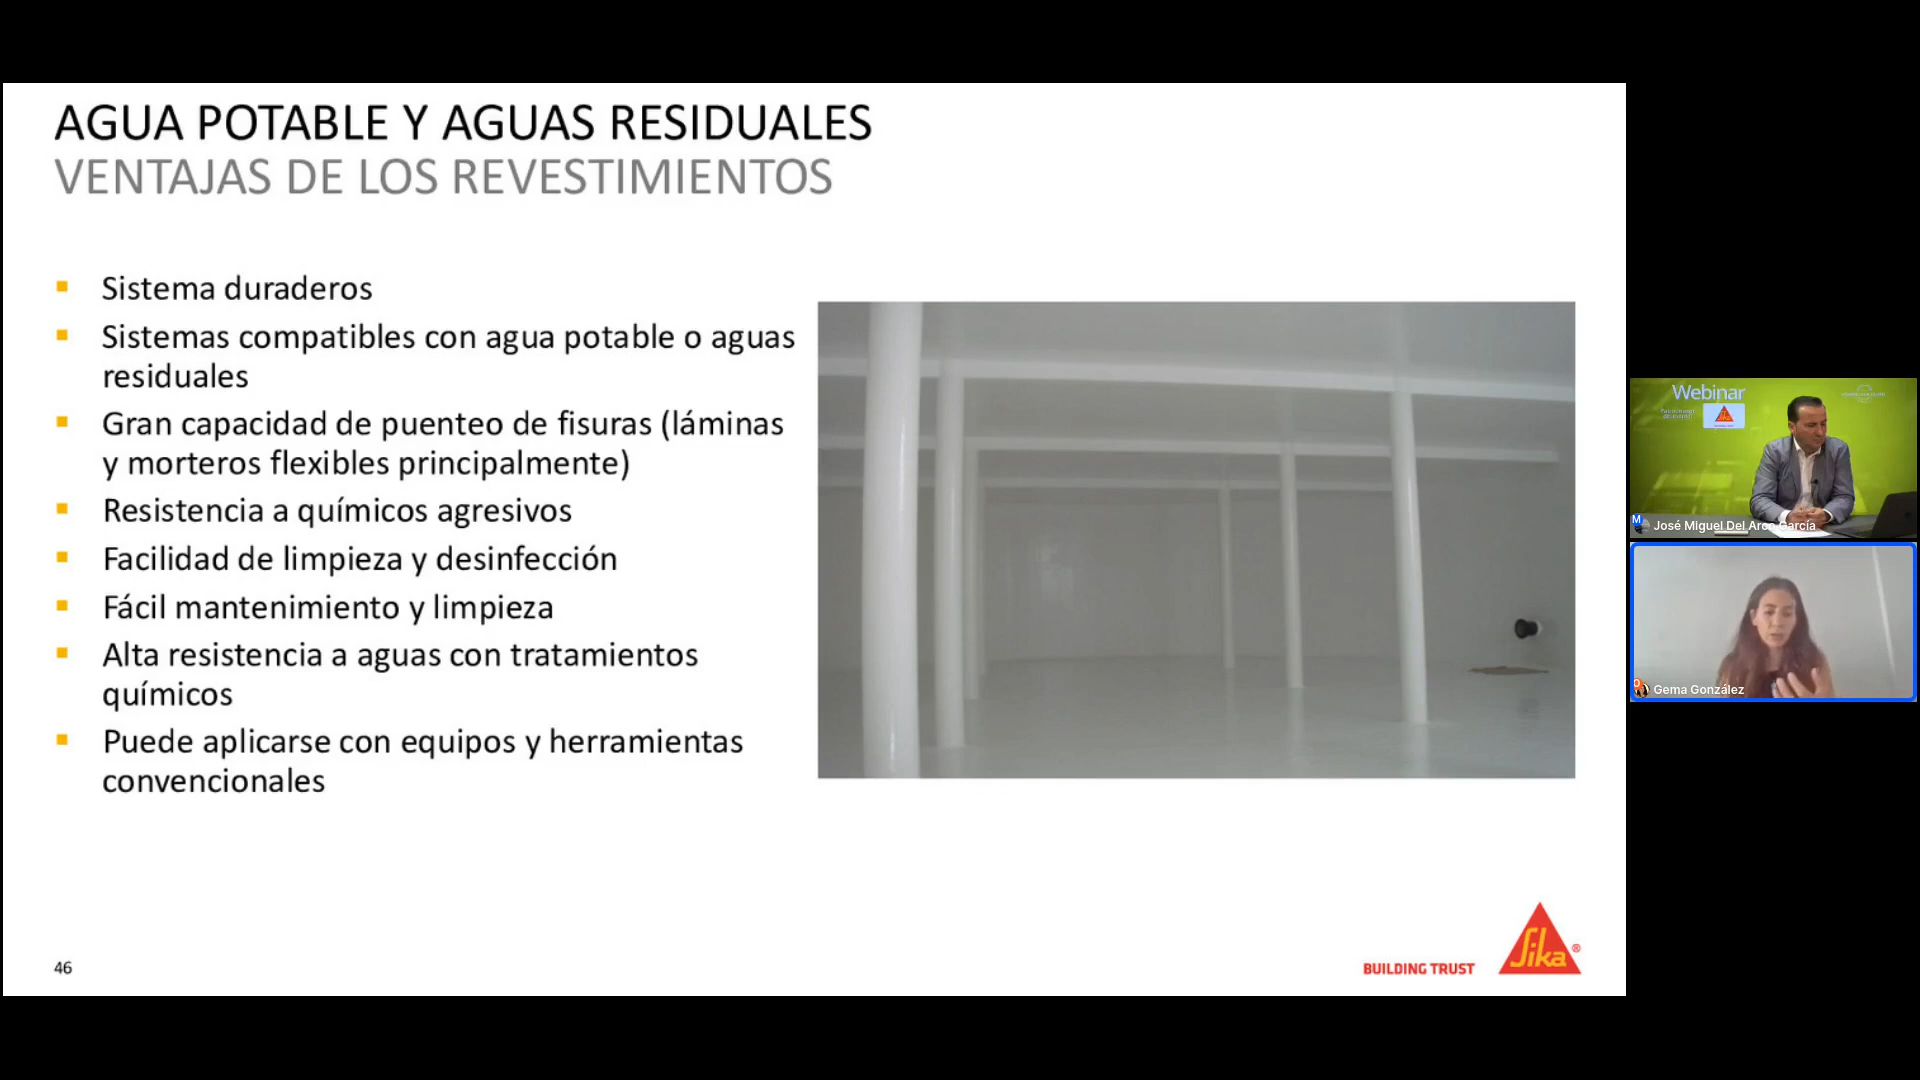 AGUA POTABLE Y AGUAS RESIDUALES
VENTAJAS DE LOS REVESTIMIENTOS
Sistema duraderos
Sistemas compatibles con agua potable o aguas
residuales
Gran capacidad de puenteo de fisuras (láminas
y morteros flexibles principalmente)
Resistencia a químicos agresivos
Facilidad de limpieza y desinfección
Fácil mantenimiento y limpieza
Alta resistencia a aguas con tratamientos
químicos
Puede aplicarse con equipos y herramientas
convencionales
46
BUILDING TRUST
Sika®
Webinar
M
José Miguel Del Arco García
Gema González